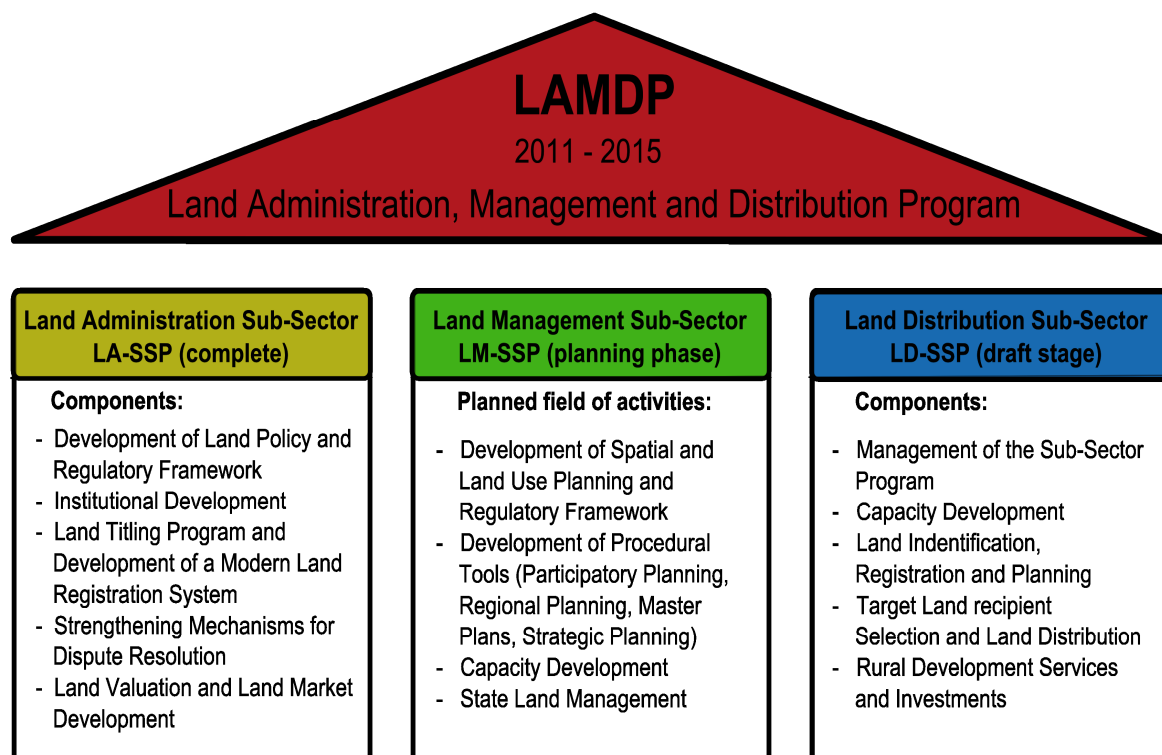 LAMDP
2011 - 2015
Land Administration, Management and Distribution Program
Land Administration Sub-Sector
LA-SSP (complete)
Components:
- Development of Land Policy and
Regulatory Framework
- Institutional Development
- Land Titling Program and
Development of a Modern Land
Registration System
- Strengthening Mechanisms for
Dispute Resolution
- Land Valuation and Land Market
Development
Land Management Sub-Sector
LM-SSP (planning phase)
Planned field of activities:
- Development of Spatial and
Land Use Planning and
Regulatory Framework
- Development of Procedural
Tools (Participatory Planning,
Regional Planning, Master
Plans, Strategic Planning)
- Capacity Development
- State Land Management
Land Distribution Sub-Sector
LD-SSP (draft stage)
Components:
- Management of the Sub-Sector
Program
- Capacity Development
- Land Indentification,
Registration and Planning
- Target Land recipient
Selection and Land Distribution
- Rural Development Services
and Investments